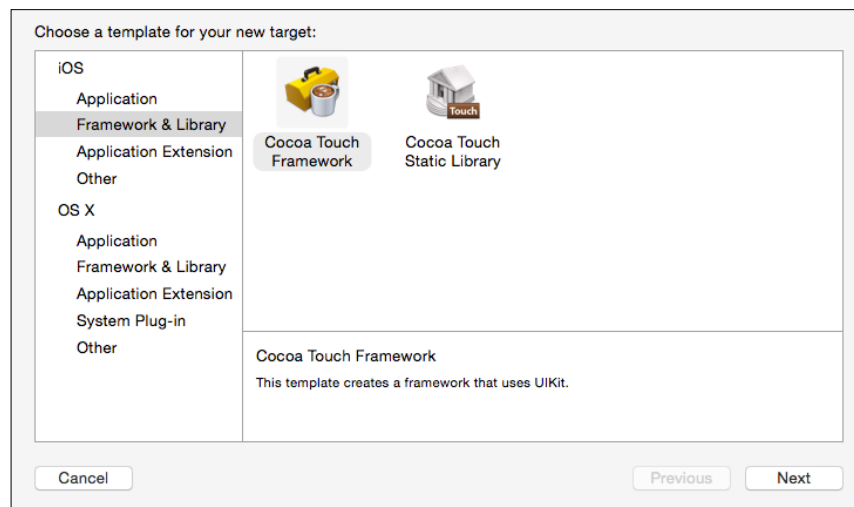 Choose a template for your new target:
iOS
Application
Framework & Library
Application Extension
Other
OS X
Application
Framework & Library
Application Extension
System Plug-in
Other
Touch
Cocoa Touch
Framework
Cocoa Touch
Static Library
Cocoa Touch Framework
This template creates a framework that uses UIKit.
Cancel
Previous
Next